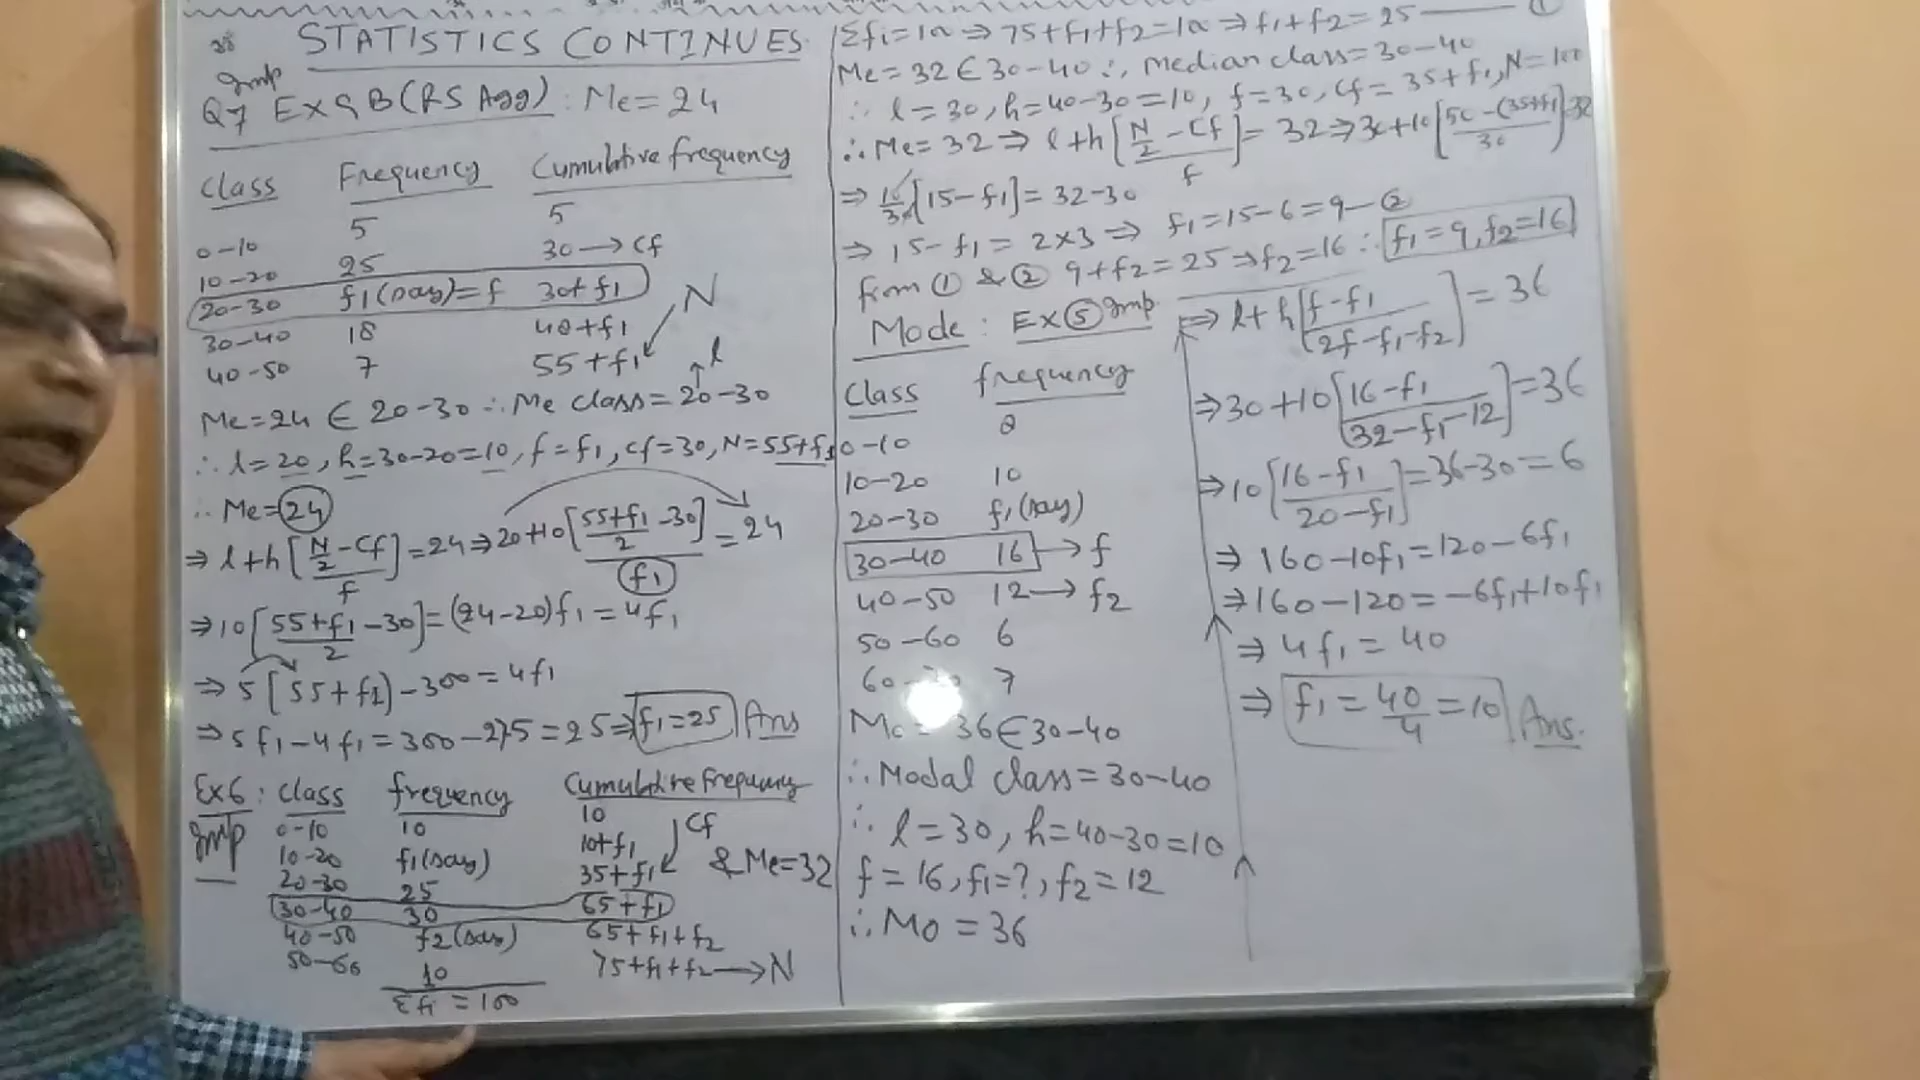 STATISTICS CONTINUES
Imp
Q7 Ex 9B (RS Agg) : Me = 24
Class Frequency Cumulative frequency
0-10 5 5
10-20 25 30 → Cf
20-30 f1 (say) = f 30+f1
30-40 18 48+f1
40-50 7 55+f1 N
Me = 24 ∈ 20-30 ∴ Me class = 20-30 l
∴ l = 20, h = 30-20 = 10, f = f1, cf = 30, N = 55+f1
∴ Me = 24
⇒ l+h[N/2 - Cf / f] = 24 ⇒ 20+10[55+f1/2 - 30 / f1] = 24
⇒ 10[55+f1/2 - 30] = (24-20)f1 = 4f1
⇒ 5[55+f1] - 300 = 4f1
⇒ 5f1 - 4f1 = 300 - 275 = 25 ⇒ f1 = 25 Ans
Ex6 : Class frequency Cumulative frequency
Imp 0-10 10 10
10-20 f1 (say) 10+f1 Cf
20-30 25 35+f1 & Me = 32
30-40 30 65+f1
40-50 f2 (say) 65+f1+f2
50-60 10 75+f1+f2 → N
Σfi = 100
Σfi = 100 ⇒ 75+f1+f2 = 100 ⇒ f1+f2 = 25 — ①
Me = 32 ∈ 30-40 ∴ median class = 30-40
∴ l = 30, h = 40-30 = 10, f = 30, cf = 35+f1, N = 100
∴ Me = 32 ⇒ l+h[N/2 - Cf / f] = 32 ⇒ 30+10[50-(35+f1) / 30] = 32
⇒ 10/30 [15-f1] = 32-30
⇒ 15-f1 = 2×3 ⇒ f1 = 15-6 = 9 — ②
from ① & ② 9+f2 = 25 ⇒ f2 = 16 ∴ f1 = 9, f2 = 16
Mode : Ex ⑤ Imp
Class frequency
0-10 8
10-20 10
20-30 f1 (say)
30-40 16 → f
40-50 12 → f2
50-60 6
7
36 ∈ 30-40
∴ Modal class = 30-40
∴ l = 30, h = 40-30 = 10
f = 16, f1 = ?, f2 = 12
∴ Mo = 36
⇒ l+h[f-f1 / 2f-f1-f2] = 36
⇒ 30+10[16-f1 / 32-f1-12] = 36
⇒ 10[16-f1 / 20-f1] = 36-30 = 6
⇒ 160-10f1 = 120-6f1
⇒ 160-120 = -6f1+10f1
⇒ 4f1 = 40
⇒ f1 = 40/4 = 10 Ans.